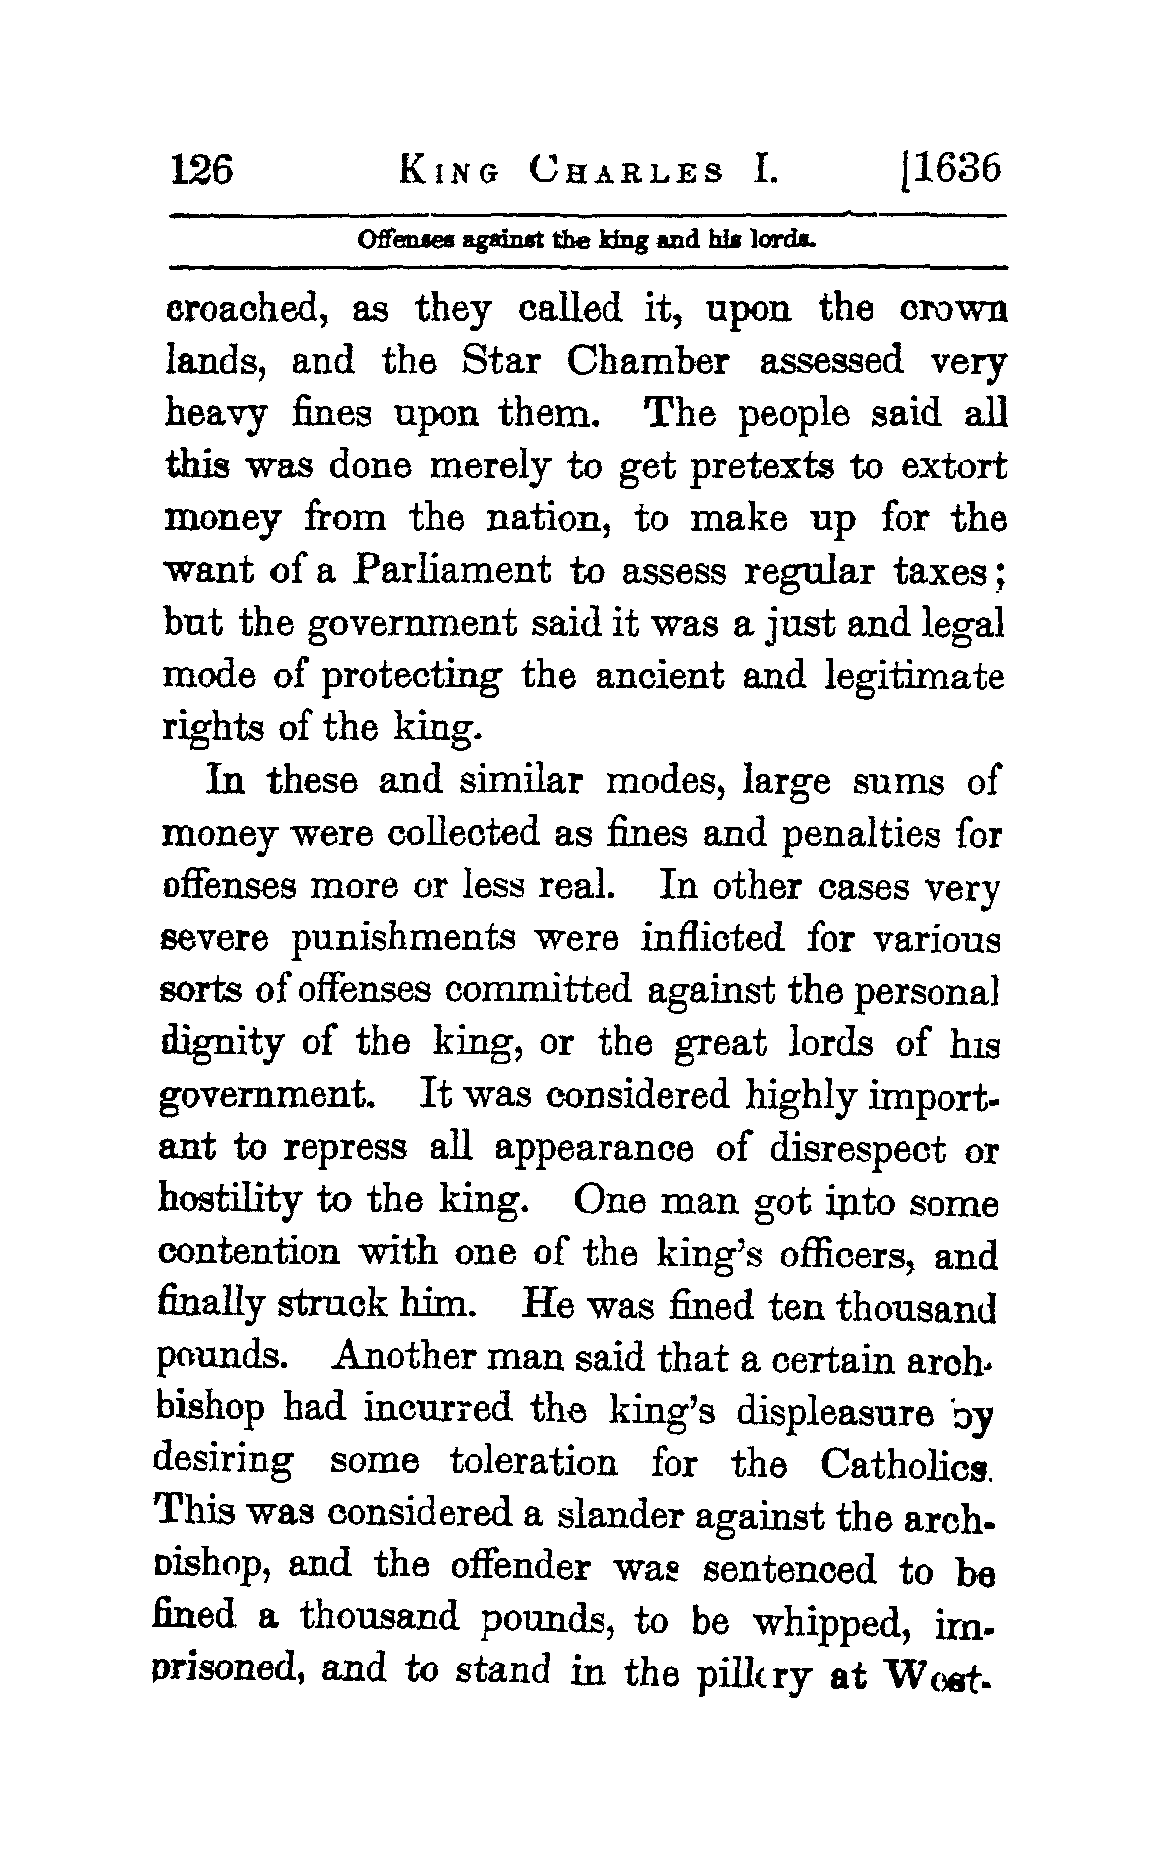 126 KING CHARLES I. [1636
Offenses against the king and his lords.
croached, as they called it, upon the crown
lands, and the Star Chamber assessed very
heavy fines upon them. The people said all
this was done merely to get pretexts to extort
money from the nation, to make up for the
want of a Parliament to assess regular taxes;
but the government said it was a just and legal
mode of protecting the ancient and legitimate
rights of the king.
In these and similar modes, large sums of
money were collected as fines and penalties for
offenses more or less real. In other cases very
severe punishments were inflicted for various
sorts of offenses committed against the personal
dignity of the king, or the great lords of his
government. It was considered highly import-
ant to repress all appearance of disrespect or
hostility to the king. One man got into some
contention with one of the king's officers, and
finally struck him. He was fined ten thousand
pounds. Another man said that a certain arch-
bishop had incurred the king's displeasure by
desiring some toleration for the Catholics.
This was considered a slander against the arch-
bishop, and the offender was sentenced to be
fined a thousand pounds, to be whipped, im-
prisoned, and to stand in the pillory at West-